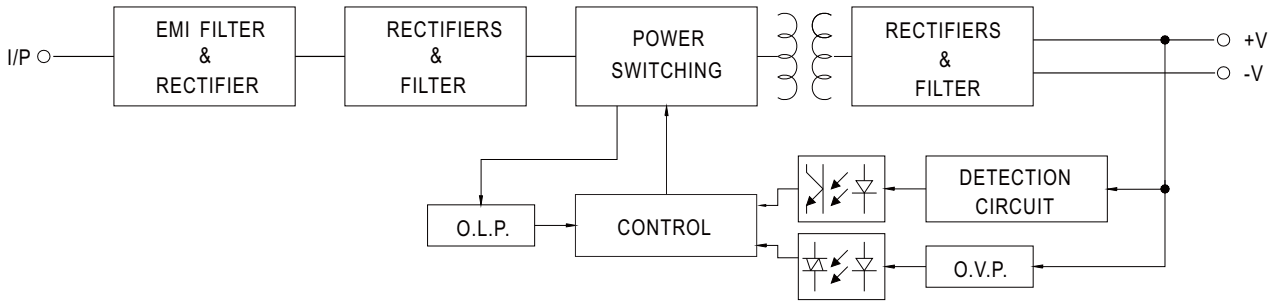 I/P
EMI FILTER
&
RECTIFIER
RECTIFIERS
&
FILTER
POWER
SWITCHING
RECTIFIERS
&
FILTER
+V
-V
DETECTION
CIRCUIT
O.L.P.
CONTROL
O.V.P.